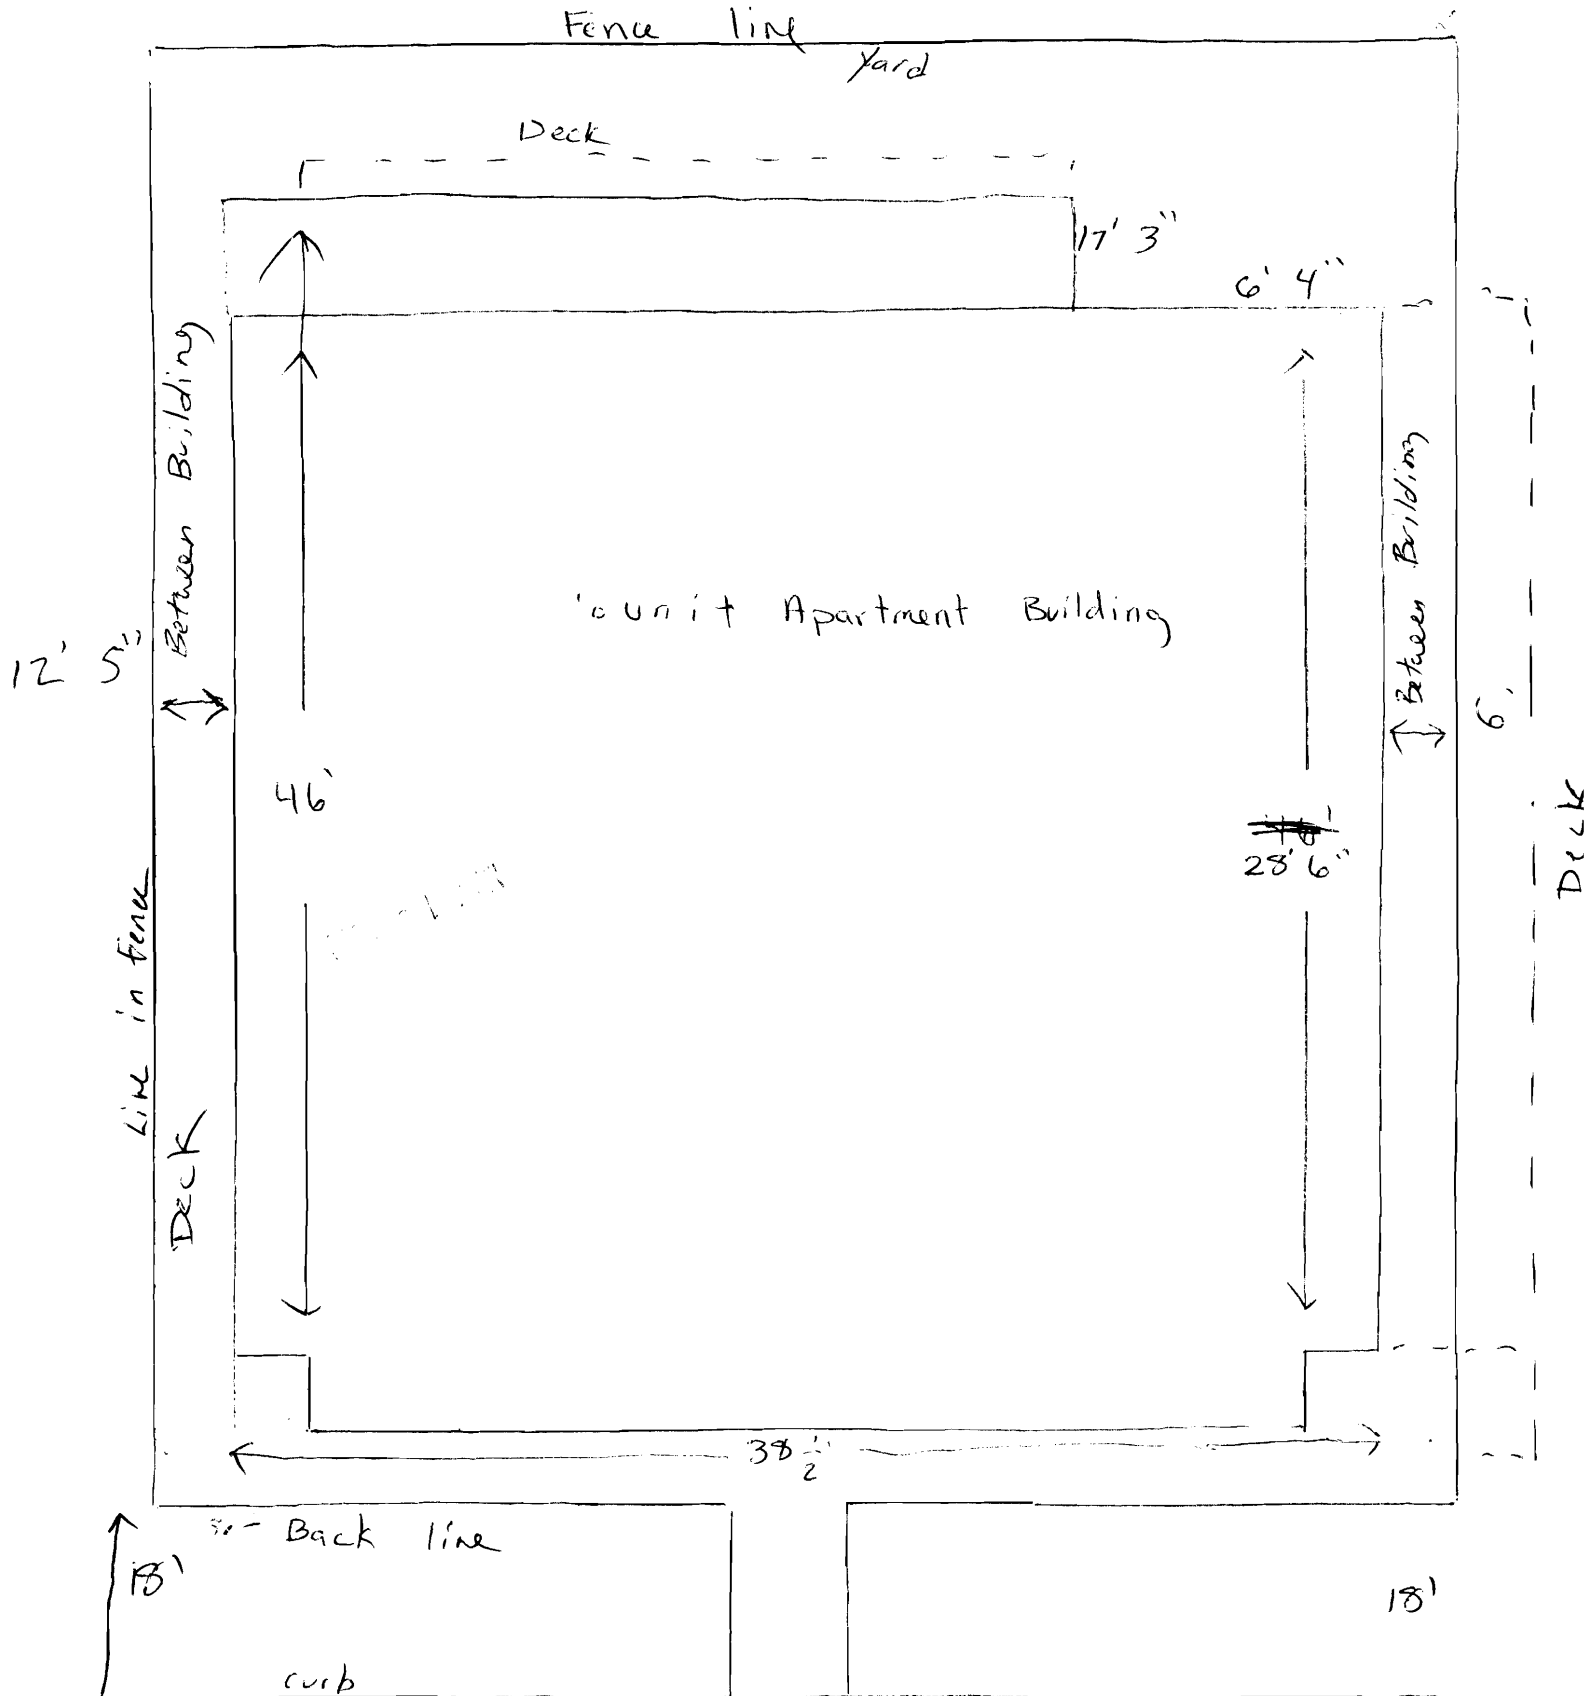 Fence line
Yard
Deck
17' 3"
6' 4"
Between Building
Between Building
unit Apartment Building
12' 5"
6'
46'
28' 6"
Deck
Line in Fence
Deck
38 1/2
Back line
18'
18'
curb